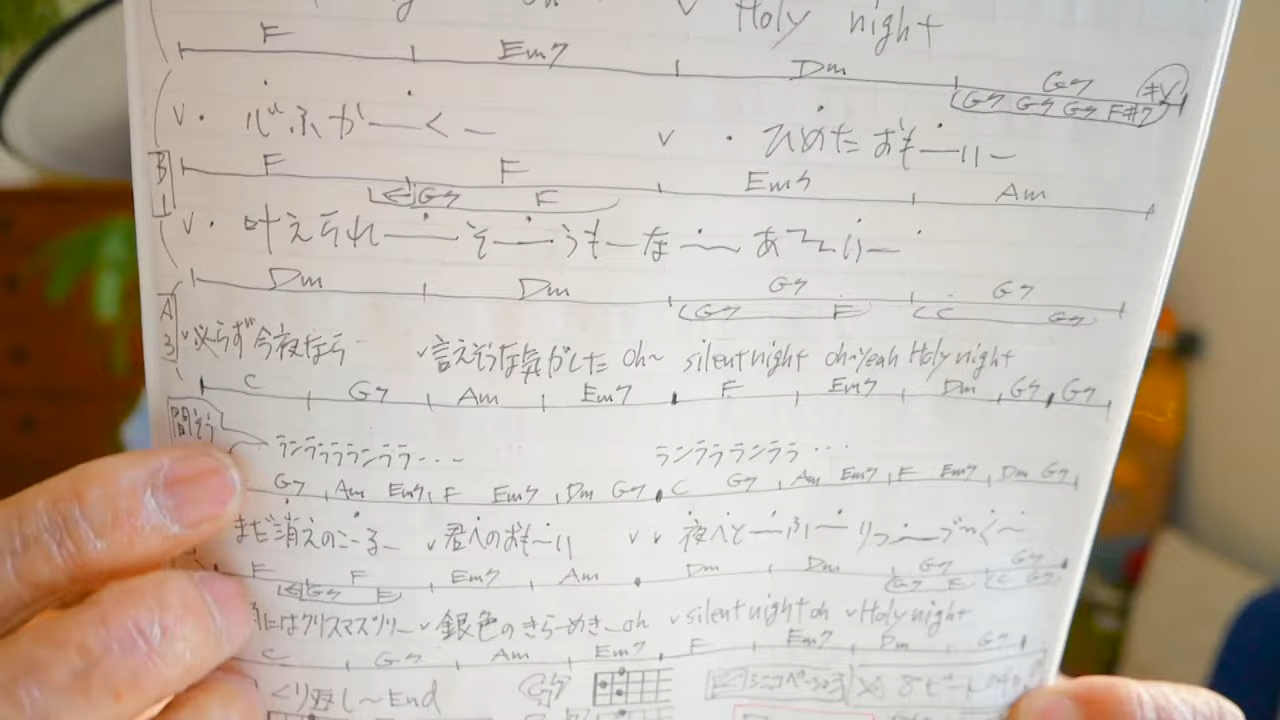 Holy night
F Em7 Dm G7
G7 G7 G7 F#7
V・ 心ぶかーくー V ・ ひめたおもーいー
B F F Em7 Am
G7 F
V・ 叶えられーそーうもーなーあーいー
Dm Dm G7 G7
G7 F C G7
A3 V必らず今夜なら V言えそうな気がした oh～ silent night oh～Yeah Holy night
C G7 Am Em7 F Em7 Dm G7 G7
間そう ランラララランララ・・・ ランラランララ・・・
G7 Am Em7 F Em7 Dm G7 C G7 Am Em7 F Em7 Dm G7
まだ消えのこーるー V君へのおもーい V V 夜へとーふーりつーづーくー
F F Em7 Am Dm Dm G7 G7
G7 E G7 F C G7
にはクリスマスツリー V銀色のきらーめきーoh Vsilent night oh VHoly night
C G7 Am Em7 F Em7 Dm G7
くり返し～End